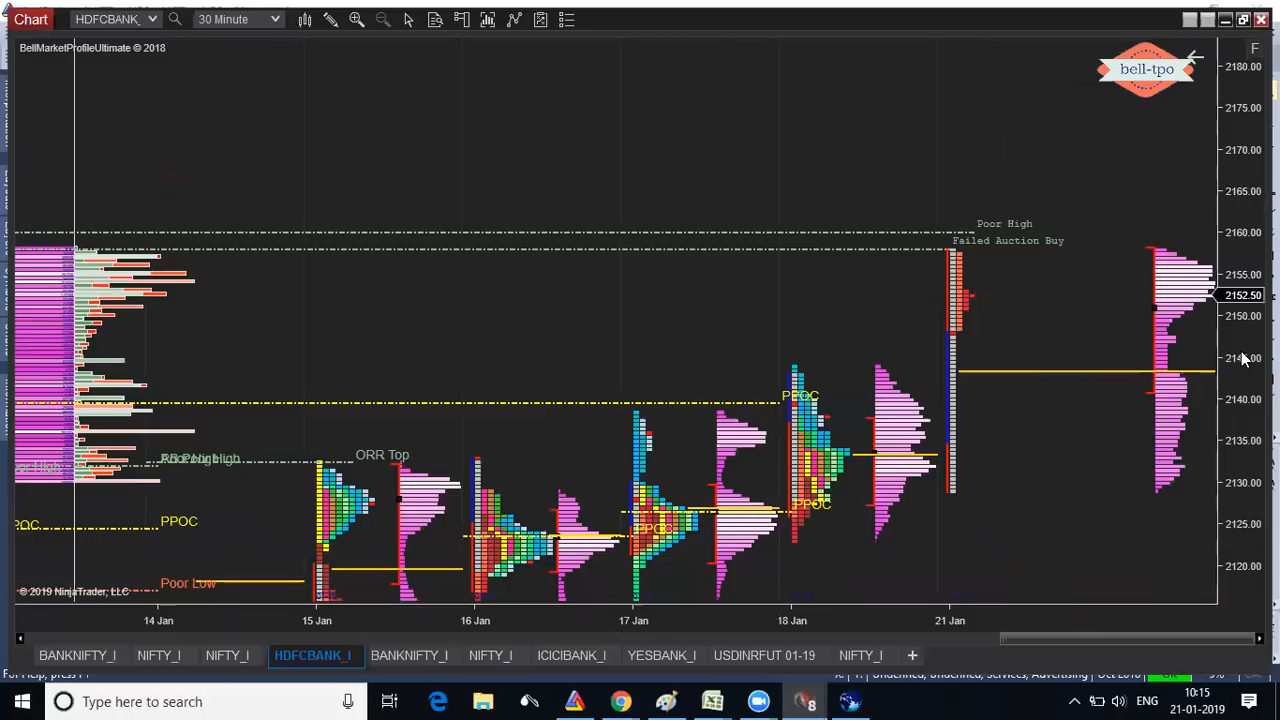 Chart HDFCBANK_ 30 Minute
BellMarketProfileUltimate © 2018
F
bell-tpo
2180.00
2175.00
2170.00
2165.00
2160.00
2155.00
2152.50
2150.00
2140.00
2135.00
2130.00
2125.00
2120.00
Poor High
Failed Auction Buy
PPOC
ORR Top
PPOC
PPOC
PPOC
Poor Low
© 2019 NinjaTrader, LLC
14 Jan 15 Jan 16 Jan 17 Jan 18 Jan 21 Jan
BANKNIFTY_I NIFTY_I NIFTY_I HDFCBANK_I BANKNIFTY_I NIFTY_I ICICIBANK_I YESBANK_I USDINRFUT 01-19 NIFTY_I +
Type here to search
ENG
10:15
21-01-2019